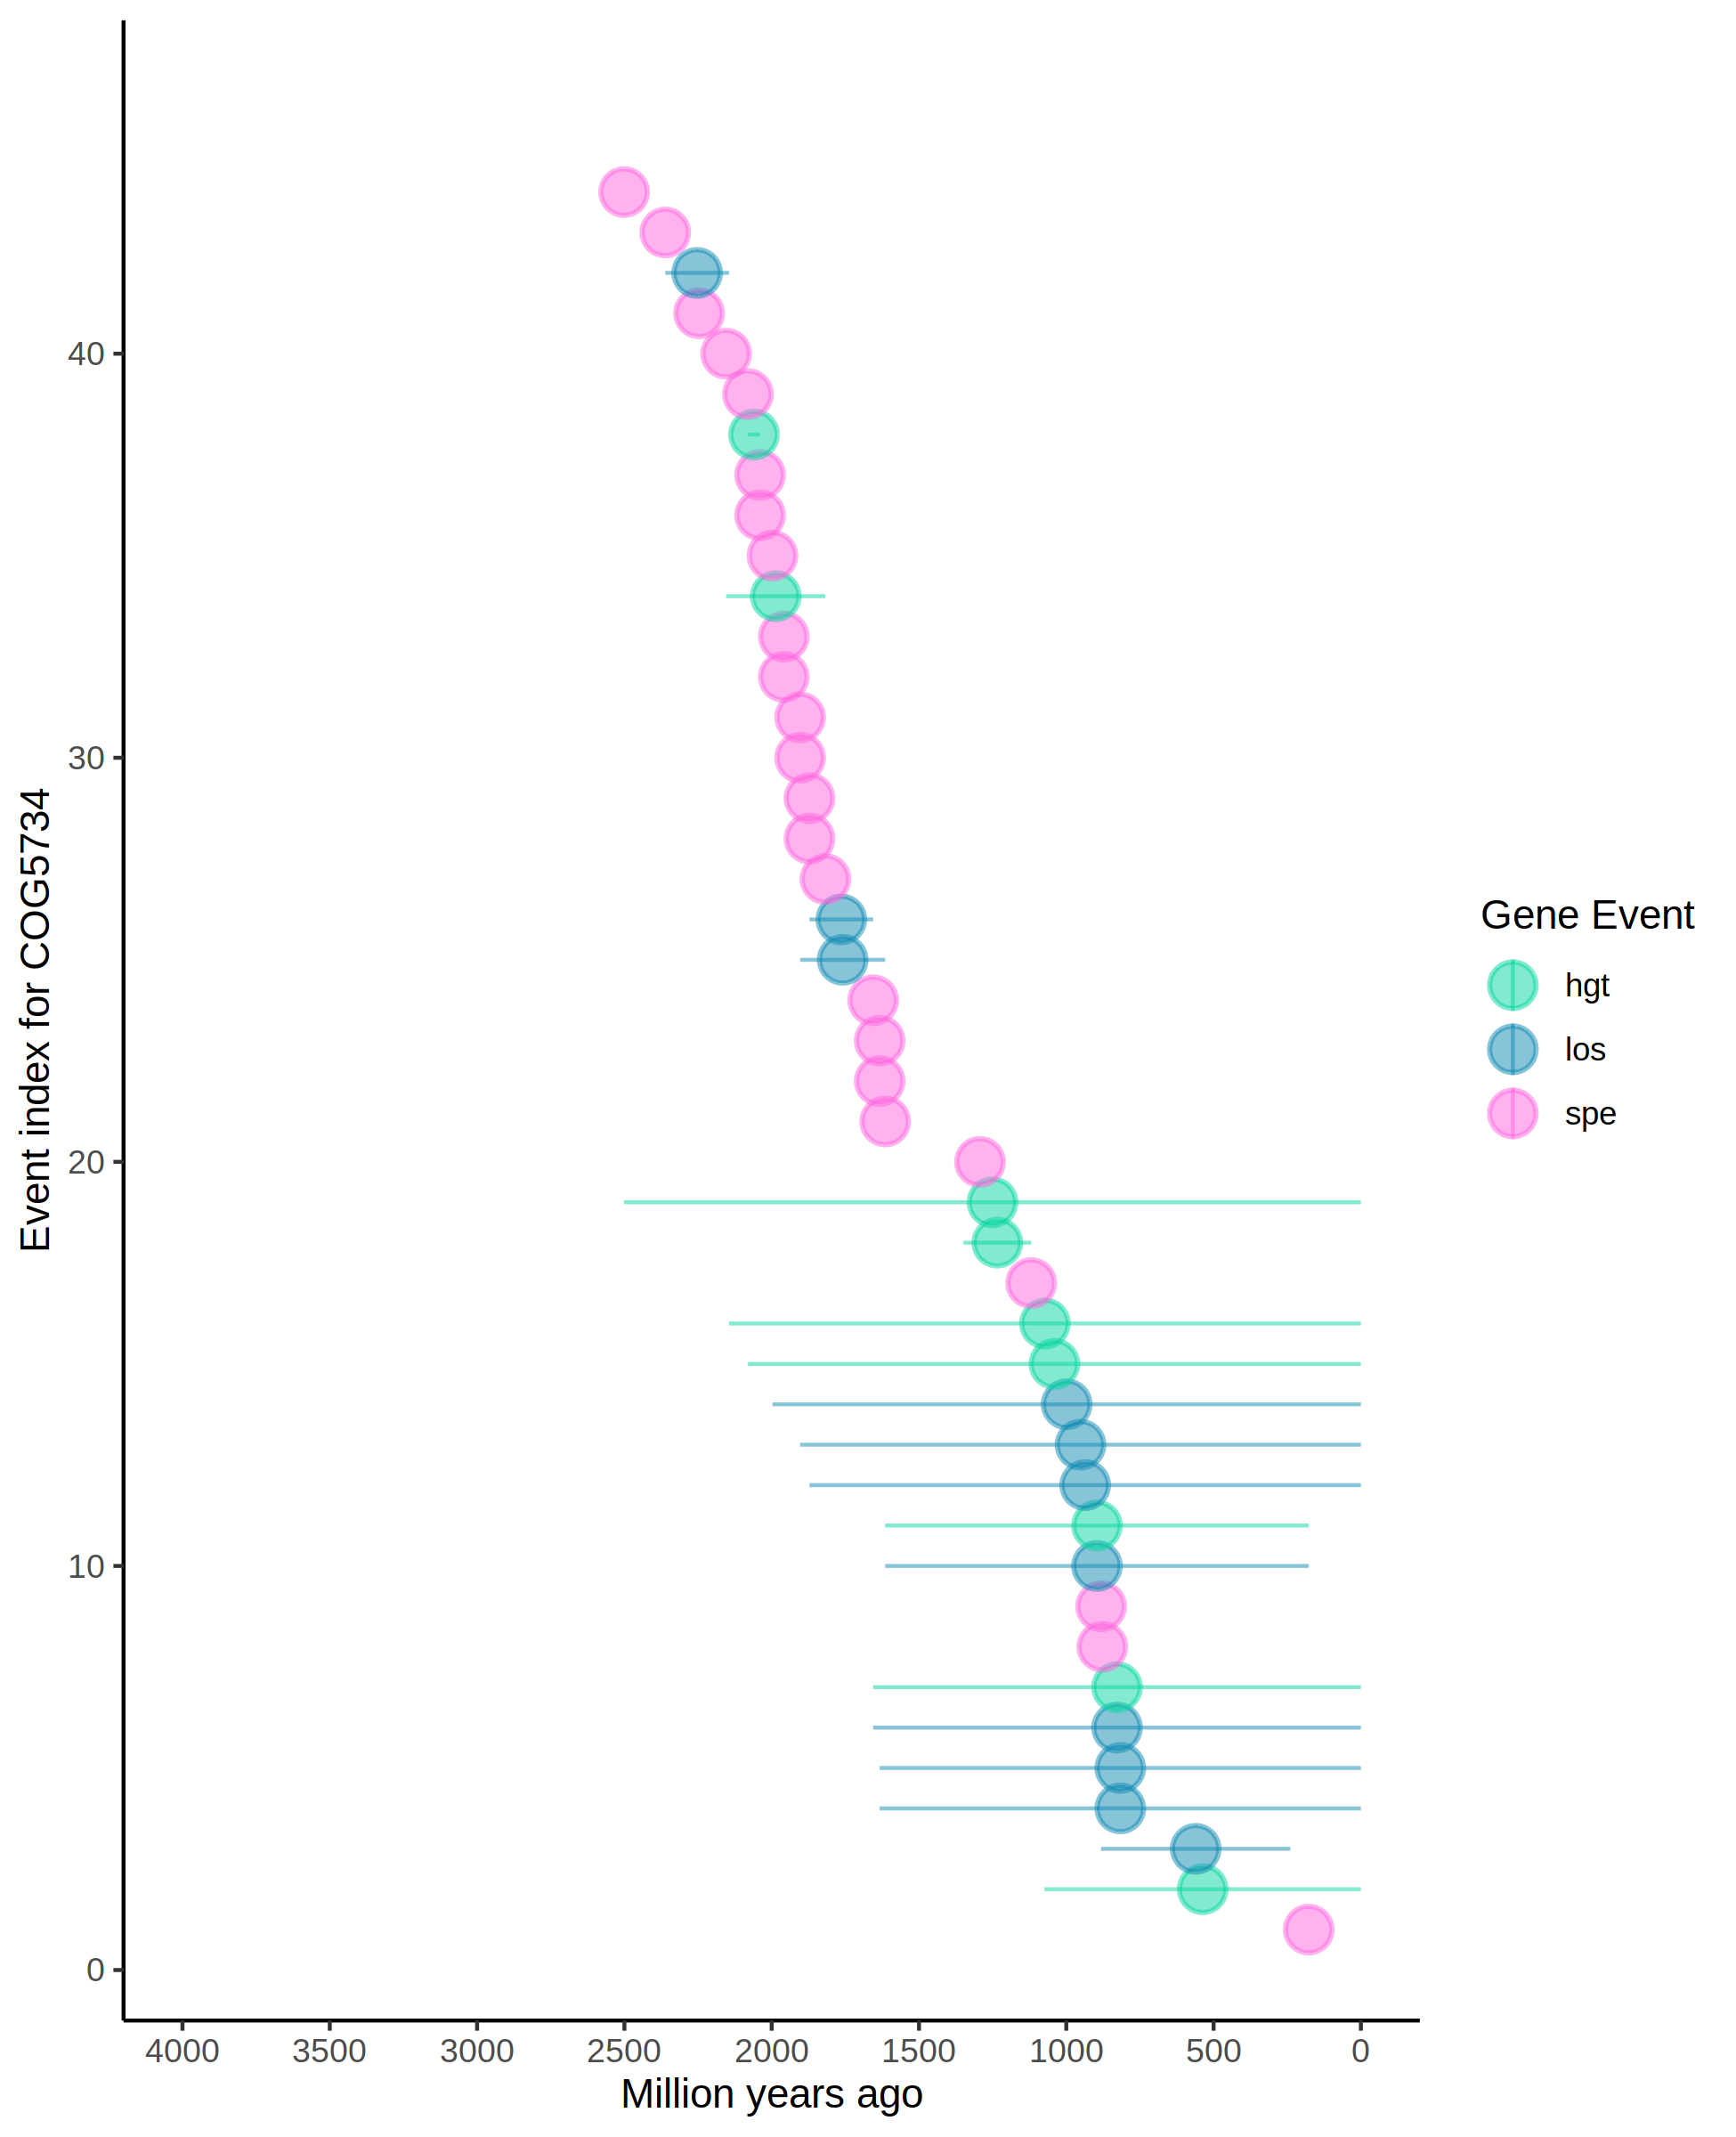 Event index for COG5734
40
30
20
10
0
4000 3500 3000 2500 2000 1500 1000 500 0
Million years ago
Gene Event
hgt
los
spe